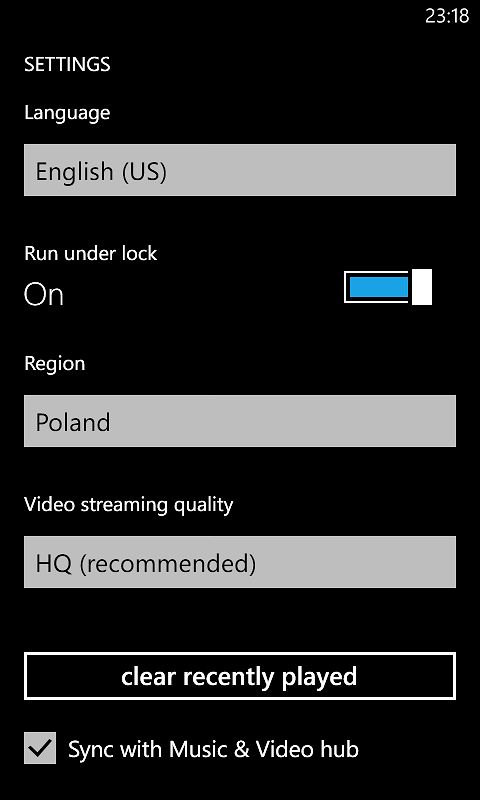 23:18
SETTINGS
Language
English (US)
Run under lock
On
Region
Poland
Video streaming quality
HQ (recommended)
clear recently played
Sync with Music & Video hub